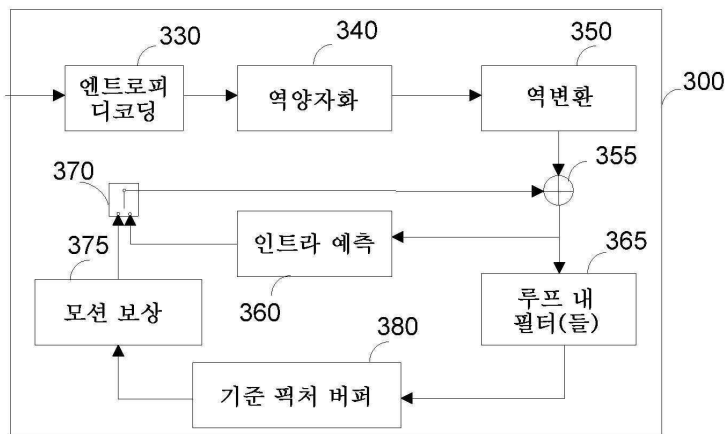 330
340
350
300
엔트로피
디코딩
역양자화
역변환
370
355
375
인트라 예측
365
모션 보상
360
루프 내
필터(들)
380
기준 픽처 버퍼